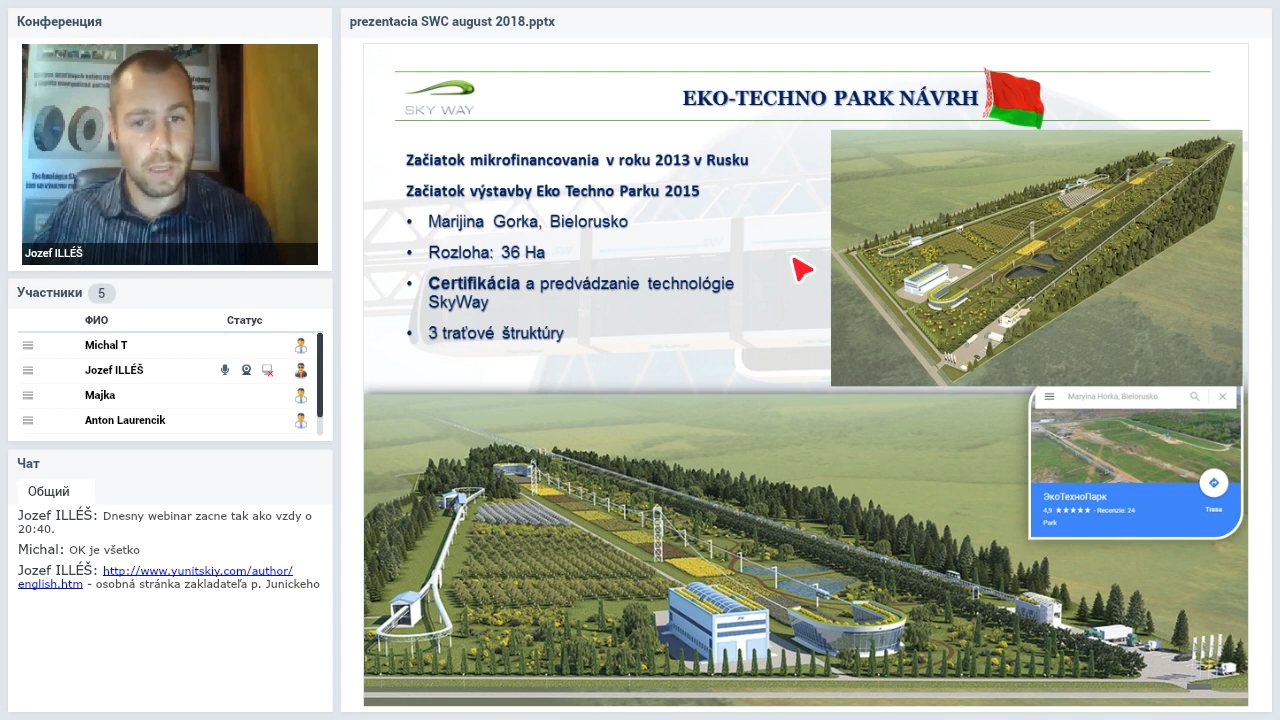 Конференция
Jozef ILLÉŠ
Участники 5
ФИО Статус
Michal T
Jozef ILLÉŠ
Majka
Anton Laurencik
Чат
Общий
Jozef ILLÉŠ: Dnesny webinar zacne tak ako vzdy o
20:40.
Michal: OK je všetko
Jozef ILLÉŠ: http://www.yunitskiy.com/author/
english.htm - osobná stránka zakladateľa p. Junickeho
prezentacia SWC august 2018.pptx
SKY WAY
EKO-TECHNO PARK NÁVRH
Začiatok mikrofinancovania v roku 2013 v Rusku
Začiatok výstavby Eko Techno Parku 2015
• Marijina Gorka, Bielorusko
• Rozloha: 36 Ha
• Certifikácia a predvádzanie technológie
SkyWay
• 3 traťové štruktúry
Maryina Horka, Bielorusko
ЭкоТехноПарк
4,9 ★★★★★ · Recenzie: 24
Park
Trasa